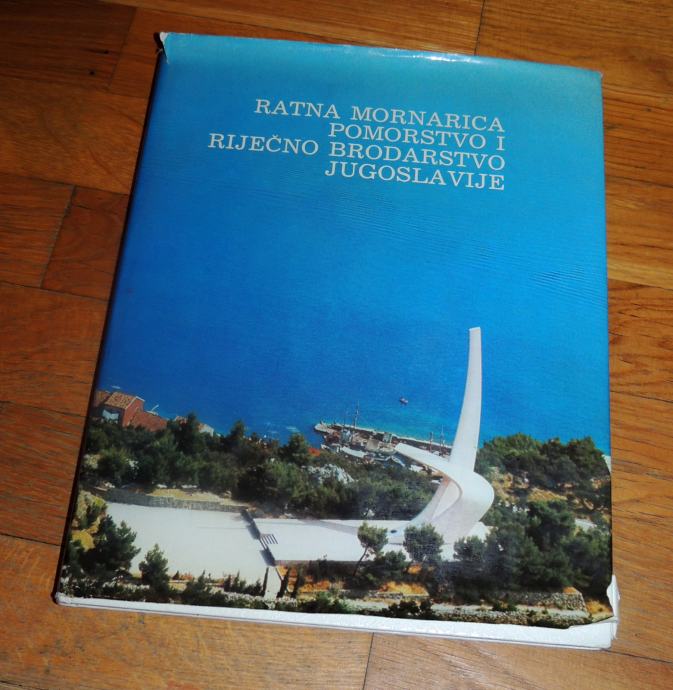 RATNA MORNARICA
POMORSTVO I
RIJEČNO BRODARSTVO
JUGOSLAVIJE